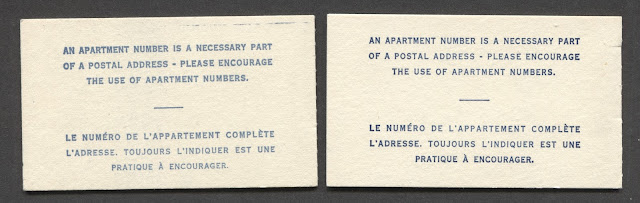 AN APARTMENT NUMBER IS A NECESSARY PART
OF A POSTAL ADDRESS - PLEASE ENCOURAGE
THE USE OF APARTMENT NUMBERS.
LE NUMÉRO DE L'APPARTEMENT COMPLÈTE
L'ADRESSE. TOUJOURS L'INDIQUER EST UNE
PRATIQUE À ENCOURAGER.
AN APARTMENT NUMBER IS A NECESSARY PART
OF A POSTAL ADDRESS - PLEASE ENCOURAGE
THE USE OF APARTMENT NUMBERS.
LE NUMÉRO DE L'APPARTEMENT COMPLÈTE
L'ADRESSE. TOUJOURS L'INDIQUER EST UNE
PRATIQUE À ENCOURAGER.